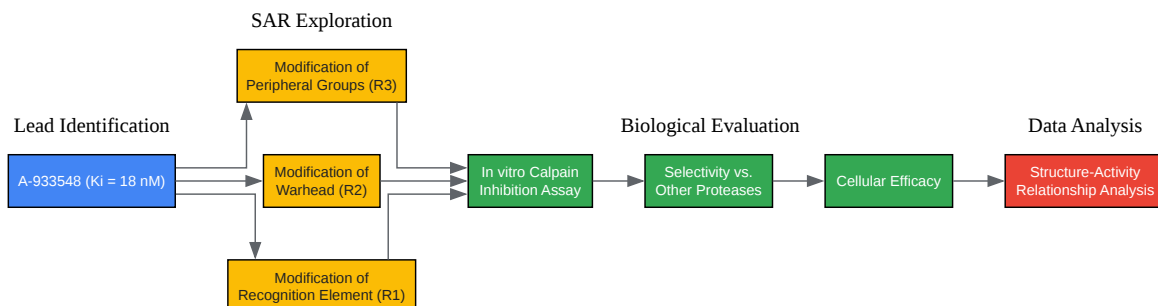 SAR Exploration
Modification of
Peripheral Groups (R3)
Lead Identification
Biological Evaluation
Data Analysis
A-933548 (Ki = 18 nM)
Modification of
Warhead (R2)
In vitro Calpain
Inhibition Assay
Selectivity vs.
Other Proteases
Cellular Efficacy
Structure-Activity
Relationship Analysis
Modification of
Recognition Element (R1)